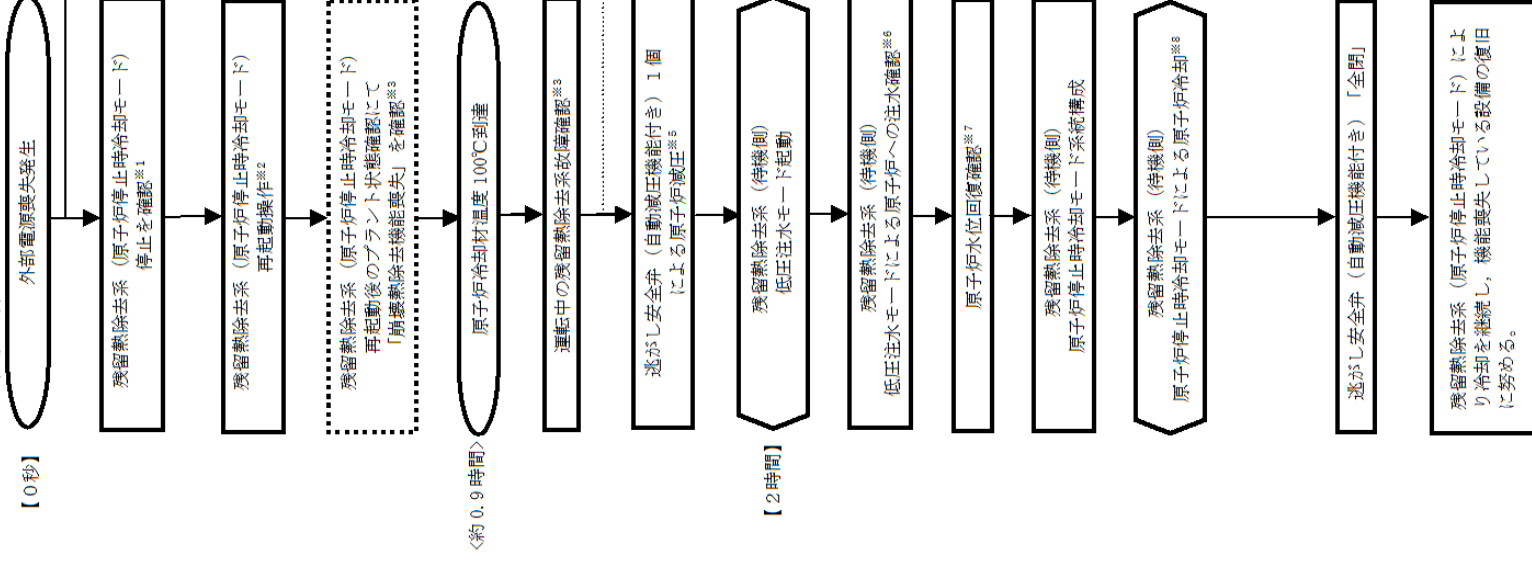 【0秒】
外部電源喪失発生
残留熱除去系（原子炉停止時冷却モード）
停止を確認※1
残留熱除去系（原子炉停止時冷却モード）
再起動操作※2
残留熱除去系（原子炉停止時冷却モード）
再起動後のプラント状態確認にて
「崩壊熱除去機能喪失」を確認※3
<約0.9時間>
原子炉冷却材温度100℃到達
運転中の残留熱除去系故障確認※3
逃がし安全弁（自動減圧機能付き）1個
による原子炉減圧※5
【2時間】
残留熱除去系（待機側）
低圧注水モード起動
残留熱除去系（待機側）
低圧注水モードによる原子炉への注水確認※6
原子炉水位回復確認※7
残留熱除去系（待機側）
原子炉停止時冷却モード系統構成
残留熱除去系（待機側）
原子炉停止時冷却モードによる原子炉冷却※8
逃がし安全弁（自動減圧機能付き）「全閉」
残留熱除去系（原子炉停止時冷却モード）によ
り冷却を継続し，機能喪失している設備の復旧
に努める。